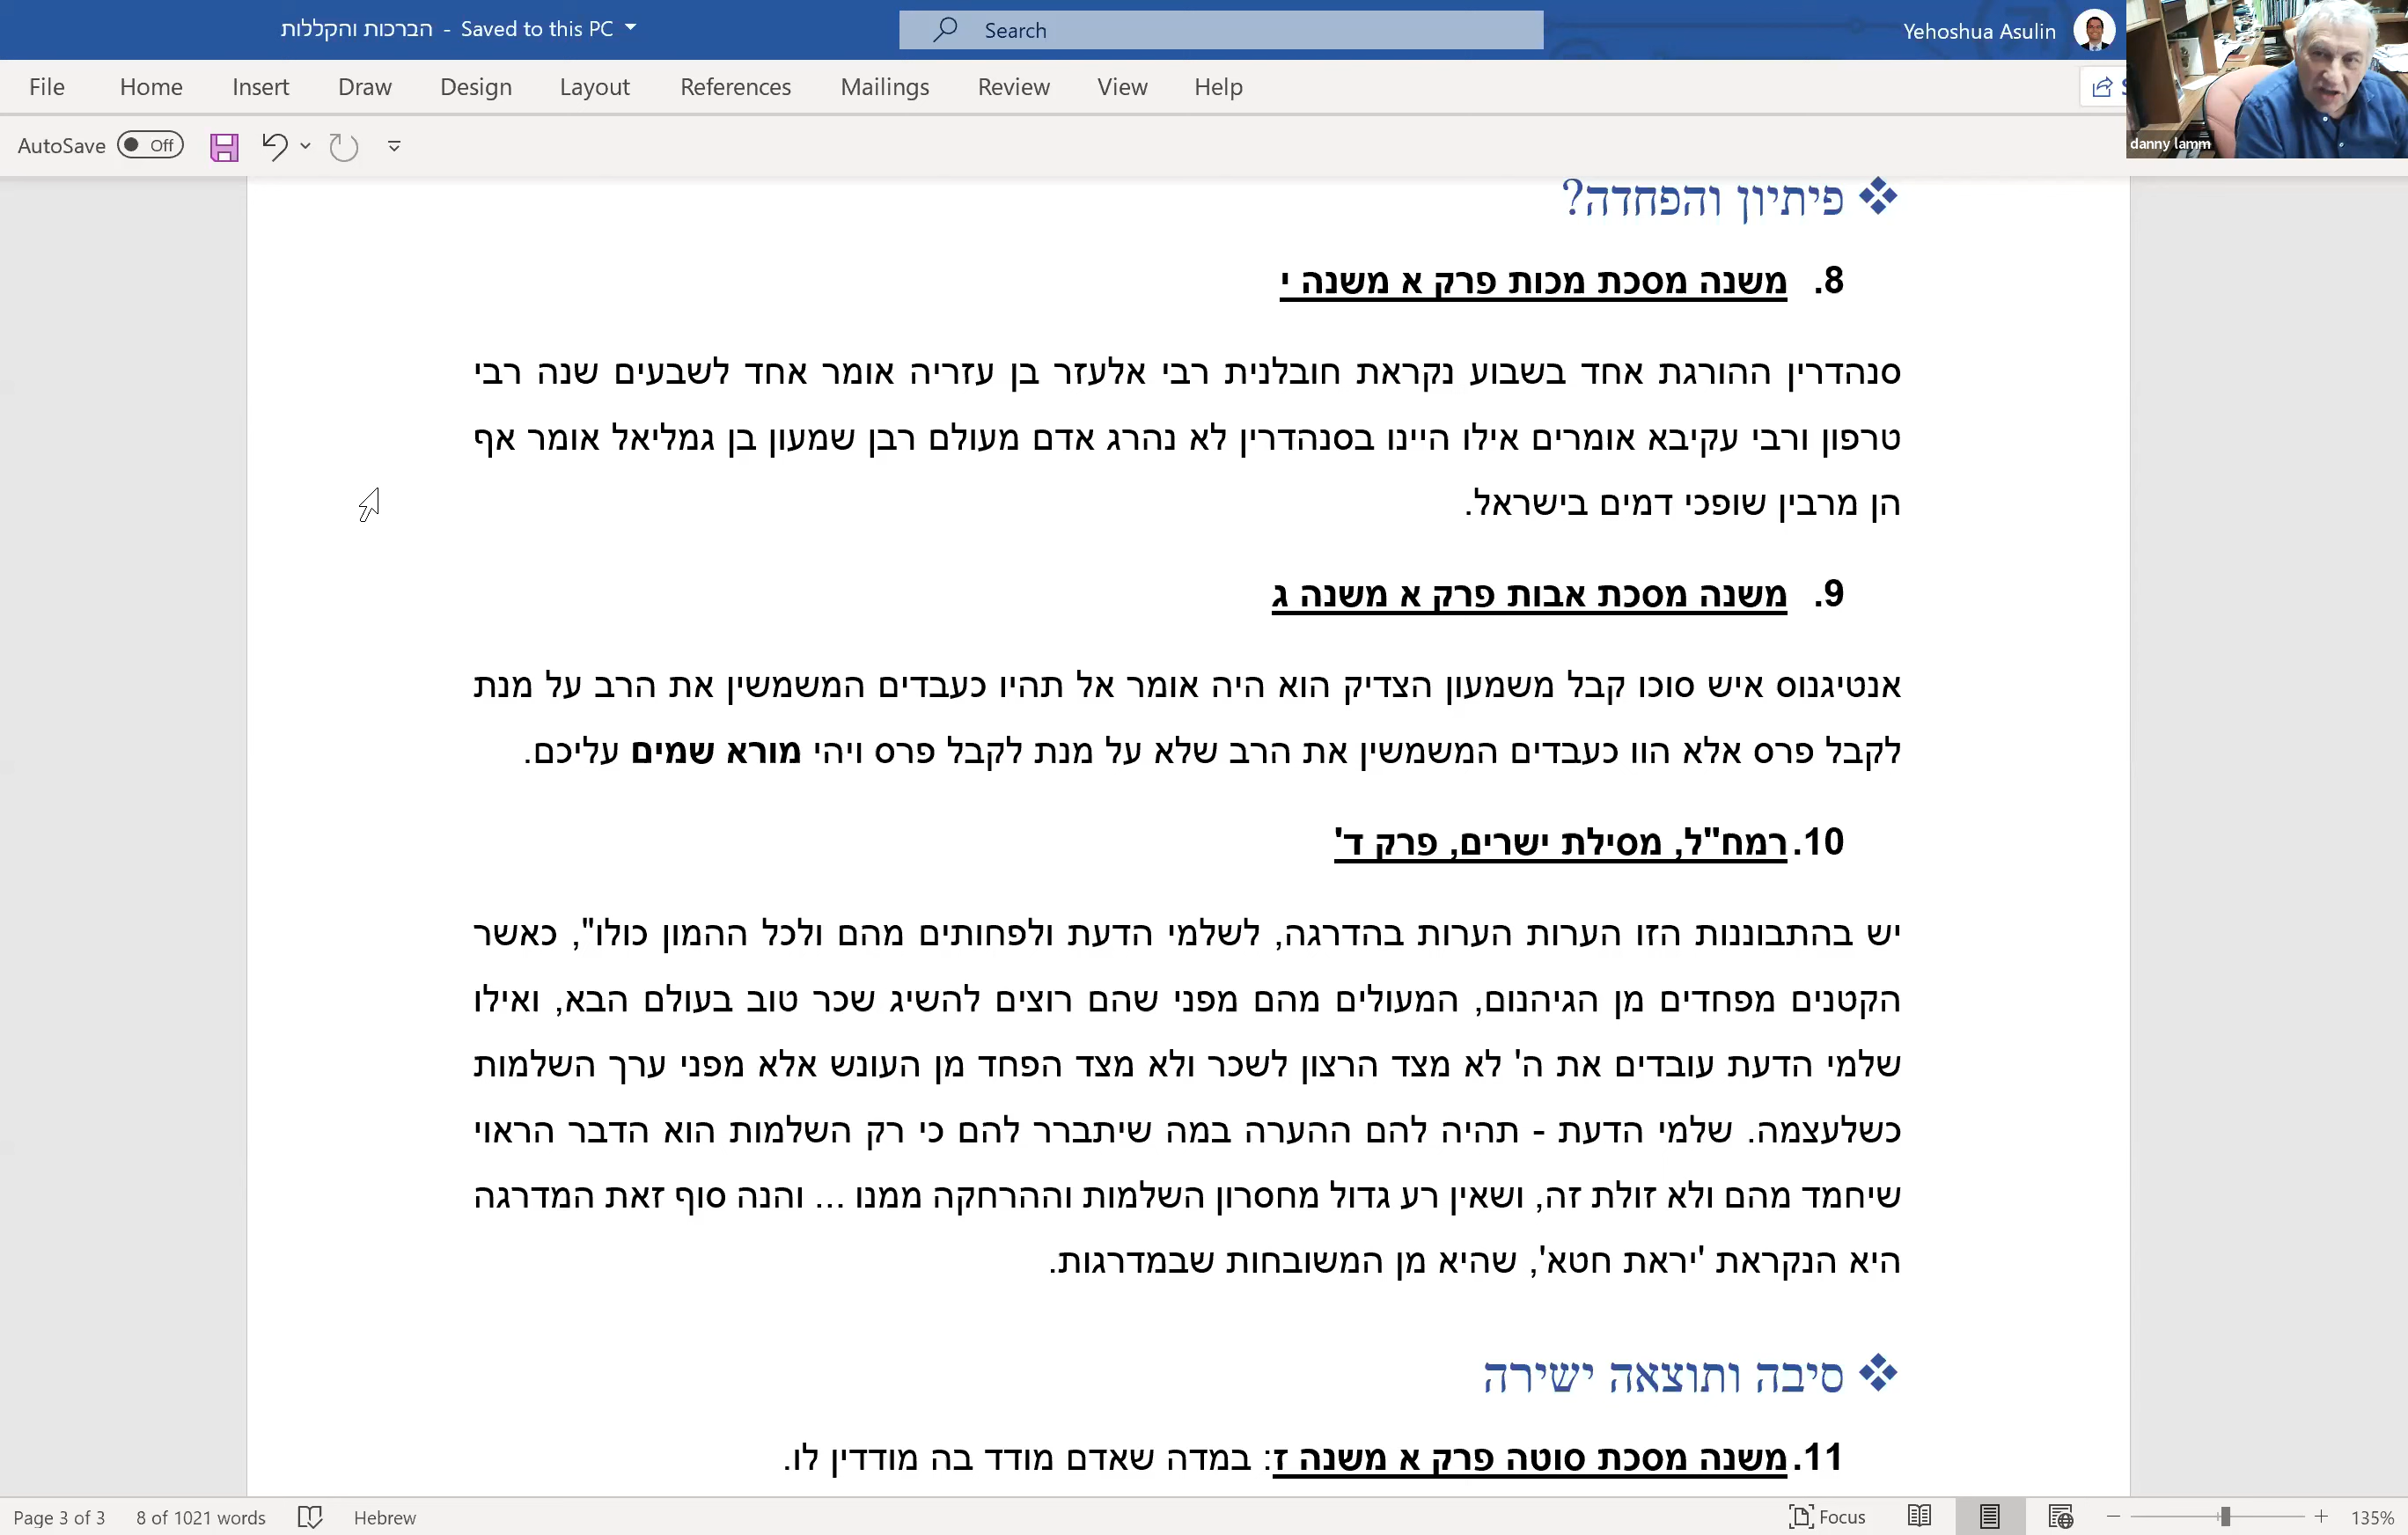 הברכות והקללות - Saved to this PC
Search
Yehoshua Asulin
File Home Insert Draw Design Layout References Mailings Review View Help
AutoSave Off
danny lamm
❖ פיתיון והפחדה?
8. משנה מסכת מכות פרק א משנה י
סנהדרין ההורגת אחד בשבוע נקראת חובלנית רבי אלעזר בן עזריה אומר אחד לשבעים שנה רבי
טרפון ורבי עקיבא אומרים אילו היינו בסנהדרין לא נהרג אדם מעולם רבן שמעון בן גמליאל אומר אף
הן מרבין שופכי דמים בישראל.
9. משנה מסכת אבות פרק א משנה ג
אנטיגנוס איש סוכו קבל משמעון הצדיק הוא היה אומר אל תהיו כעבדים המשמשין את הרב על מנת
לקבל פרס אלא הוו כעבדים המשמשין את הרב שלא על מנת לקבל פרס ויהי מורא שמים עליכם.
10. רמח"ל, מסילת ישרים, פרק ד'
יש בהתבוננות הזו הערות הערות בהדרגה, לשלמי הדעת ולפחותים מהם ולכל ההמון כולו", כאשר
הקטנים מפחדים מן הגיהנום, המעולים מהם מפני שהם רוצים להשיג שכר טוב בעולם הבא, ואילו
שלמי הדעת עובדים את ה' לא מצד הרצון לשכר ולא מצד הפחד מן העונש אלא מפני ערך השלמות
כשלעצמה. שלמי הדעת - תהיה להם ההערה במה שיתברר להם כי רק השלמות הוא הדבר הראוי
שיחמד מהם ולא זולת זה, ושאין רע גדול מחסרון השלמות וההרחקה ממנו ... והנה סוף זאת המדרגה
היא הנקראת 'יראת חטא', שהיא מן המשובחות שבמדרגות.
❖ סיבה ותוצאה ישירה
11. משנה מסכת סוטה פרק א משנה ז: במדה שאדם מודד בה מודדין לו.
Page 3 of 3 8 of 1021 words Hebrew Focus 135%